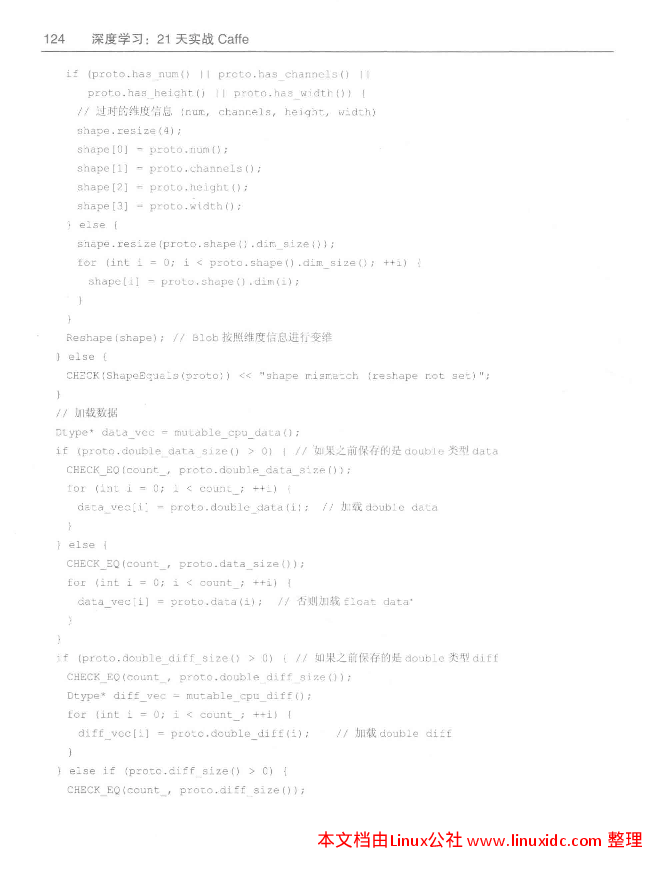 124 深度学习：21 天实战 Caffe
if (proto.has_num() || proto.has_channels() ||
proto.has_height() || proto.has_width()) {
// 过时的维度信息 (num, channels, height, width)
shape.resize(4);
shape[0] = proto.num();
shape[1] = proto.channels();
shape[2] = proto.height();
shape[3] = proto.width();
} else {
shape.resize(proto.shape().dim_size());
for (int i = 0; i < proto.shape().dim_size(); ++i) {
shape[i] = proto.shape().dim(i);
}
}
Reshape(shape); // Blob 按照维度信息进行变维
} else {
CHECK(ShapeEquals(proto)) << "shape mismatch (reshape not set)";
}
// 加载数据
Dtype* data_vec = mutable_cpu_data();
if (proto.double_data_size() > 0) { // 如果之前保存的是 double 类型 data
CHECK_EQ(count_, proto.double_data_size());
for (int i = 0; i < count_; ++i) {
data_vec[i] = proto.double_data(i); // 加载 double data
}
} else {
CHECK_EQ(count_, proto.data_size());
for (int i = 0; i < count_; ++i) {
data_vec[i] = proto.data(i); // 否则加载 float data
}
}
if (proto.double_diff_size() > 0) { // 如果之前保存的是 double 类型 diff
CHECK_EQ(count_, proto.double_diff_size());
Dtype* diff_vec = mutable_cpu_diff();
for (int i = 0; i < count_; ++i) {
diff_vec[i] = proto.double_diff(i); // 加载 double diff
}
} else if (proto.diff_size() > 0) {
CHECK_EQ(count_, proto.diff_size());
本文档由Linux公社 www.linuxidc.com 整理